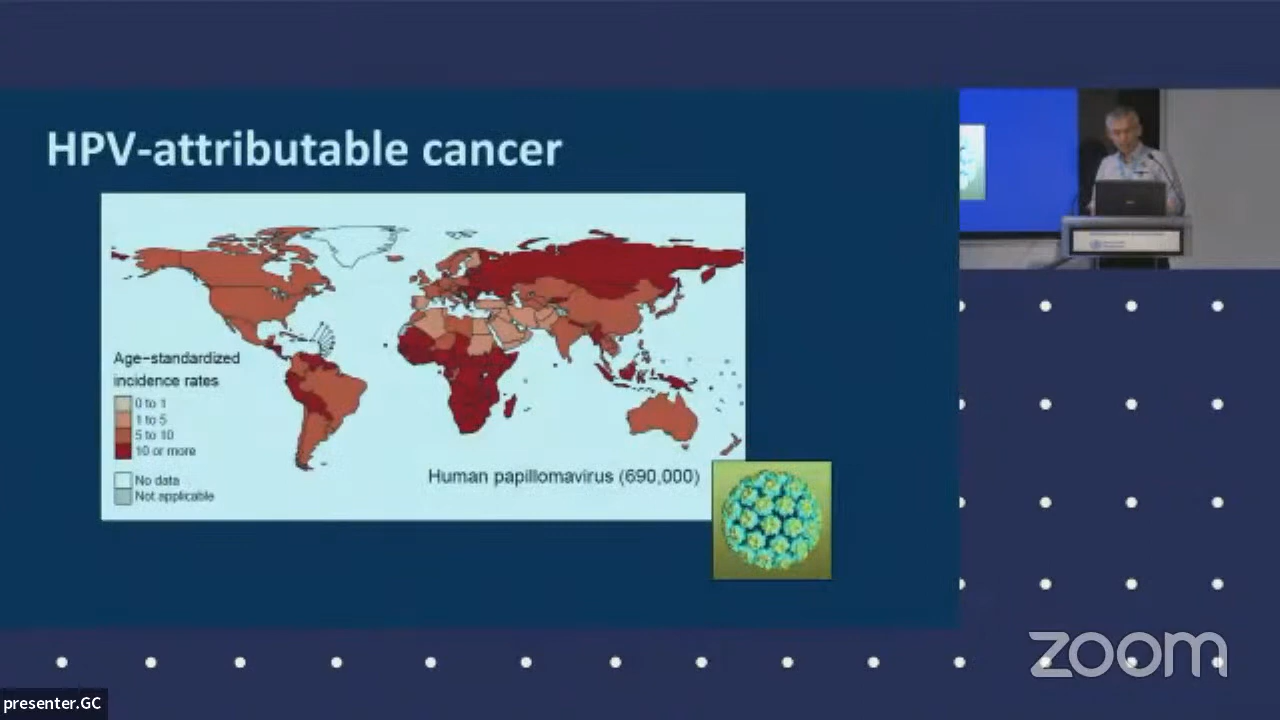 HPV-attributable cancer
Age-standardized
incidence rates
0 to 1
1 to 5
5 to 10
10 or more
No data
Not applicable
Human papillomavirus (690,000)
zoom
presenter.GC